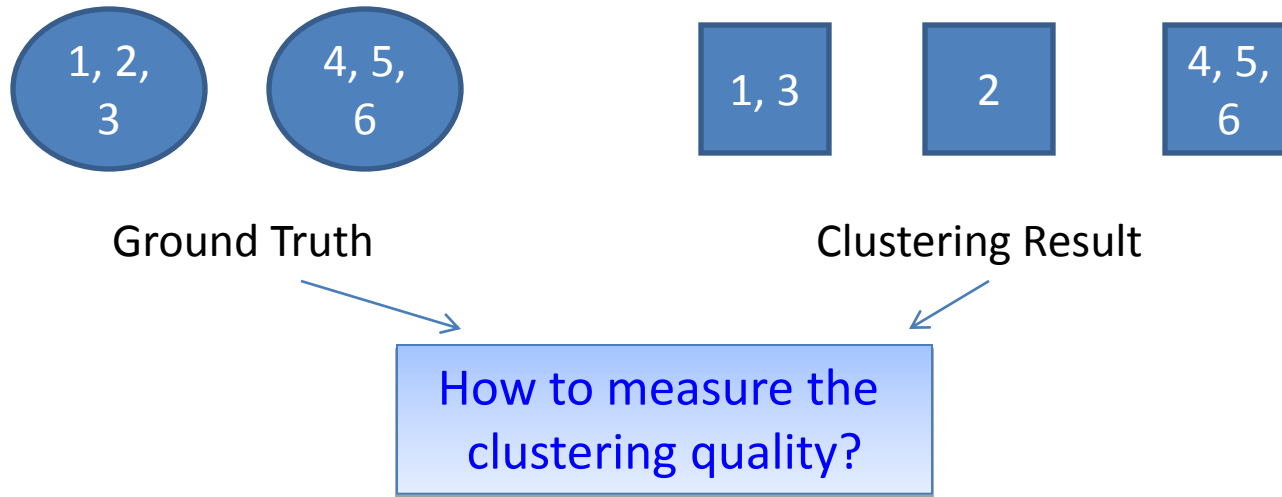 1, 2,
3
4, 5,
6
1, 3
2
4, 5,
6
Ground Truth
Clustering Result
How to measure the
clustering quality?